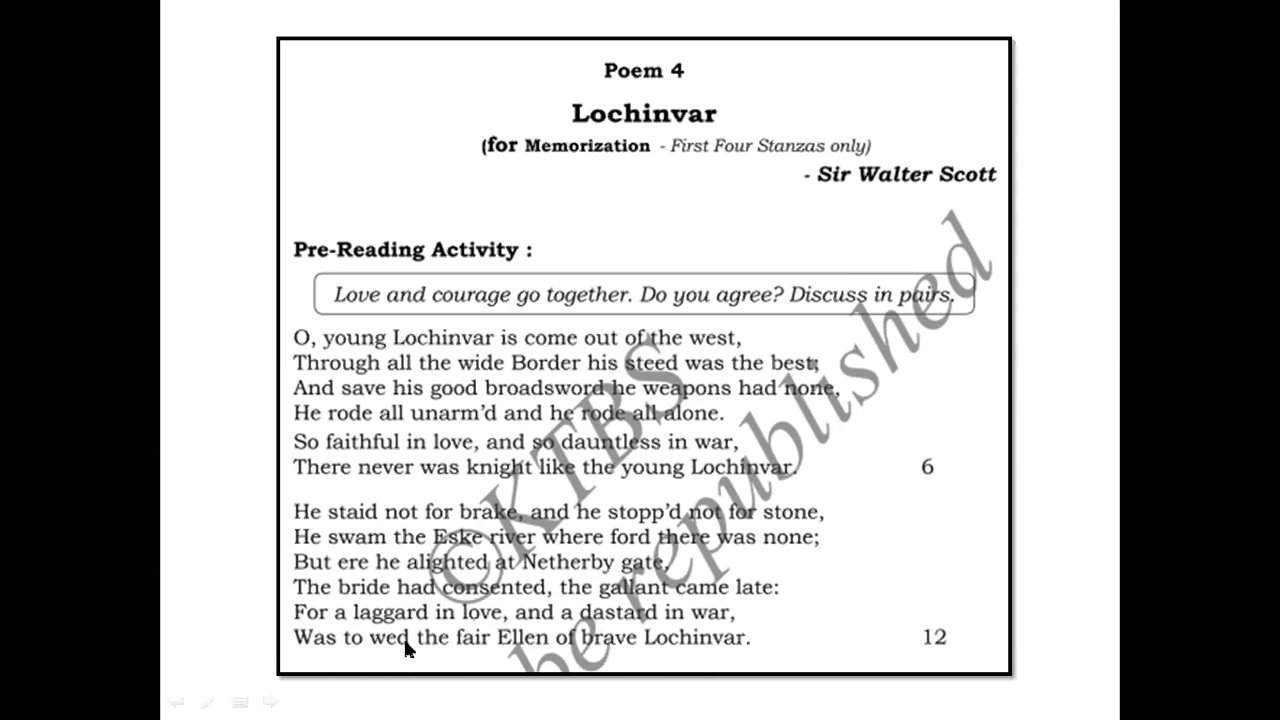 Poem 4
Lochinvar
(for Memorization - First Four Stanzas only)
- Sir Walter Scott
Pre-Reading Activity :
Love and courage go together. Do you agree? Discuss in pairs.
O, young Lochinvar is come out of the west,
Through all the wide Border his steed was the best;
And save his good broadsword he weapons had none,
He rode all unarm'd and he rode all alone.
So faithful in love, and so dauntless in war,
There never was knight like the young Lochinvar. 6
He staid not for brake, and he stopp'd not for stone,
He swam the Eske river where ford there was none;
But ere he alighted at Netherby gate,
The bride had consented, the gallant came late:
For a laggard in love, and a dastard in war,
Was to wed the fair Ellen of brave Lochinvar. 12
©KTBS
be republished